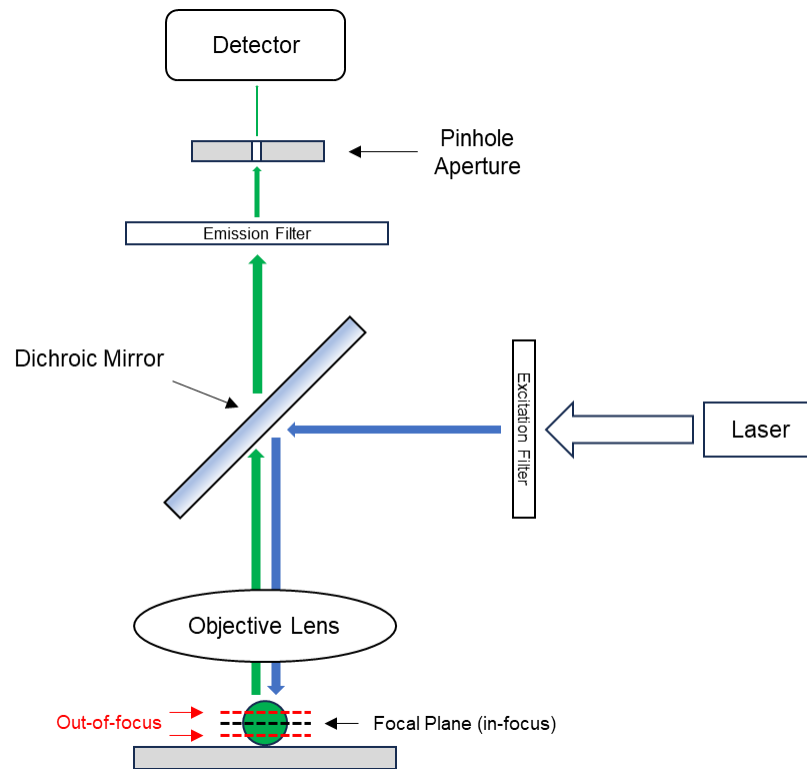 Detector
Pinhole
Aperture
Emission Filter
Dichroic Mirror
Excitation Filter
Laser
Objective Lens
Out-of-focus
Focal Plane (in-focus)